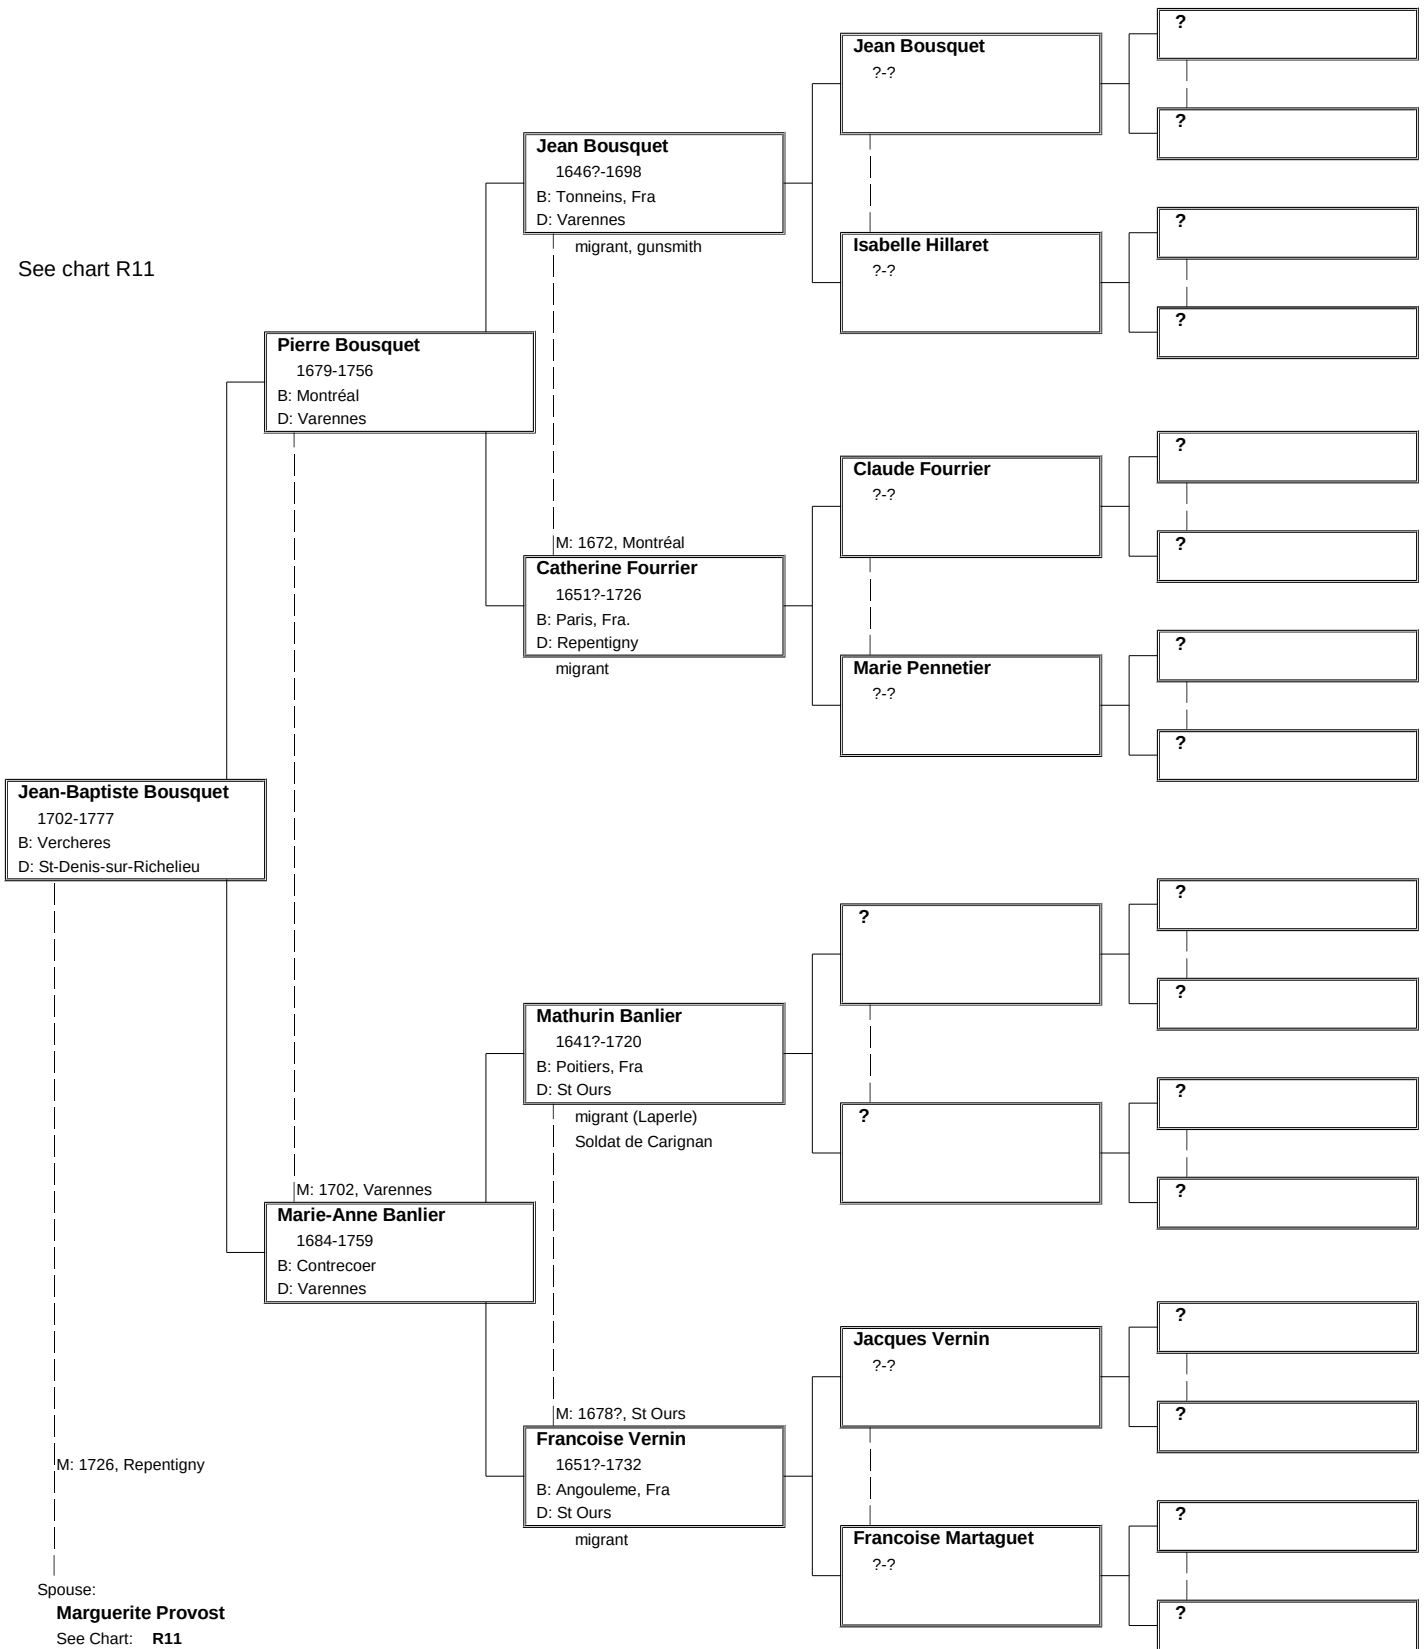 ?
Jean Bousquet
?-?
?
Jean Bousquet
1646?-1698
B: Tonneins, Fra
D: Varennes
migrant, gunsmith
?
Isabelle Hillaret
?-?
?
See chart R11
Pierre Bousquet
1679-1756
B: Montréal
D: Varennes
?
Claude Fourrier
?-?
?
M: 1672, Montréal
Catherine Fourrier
1651?-1726
B: Paris, Fra.
D: Repentigny
migrant
?
Marie Pennetier
?-?
?
Jean-Baptiste Bousquet
1702-1777
B: Vercheres
D: St-Denis-sur-Richelieu
?
?
?
Mathurin Banlier
1641?-1720
B: Poitiers, Fra
D: St Ours
migrant (Laperle)
Soldat de Carignan
?
?
?
M: 1702, Varennes
Marie-Anne Banlier
1684-1759
B: Contrecoer
D: Varennes
?
Jacques Vernin
?-?
?
M: 1678?, St Ours
Francoise Vernin
1651?-1732
B: Angouleme, Fra
D: St Ours
migrant
?
Francoise Martaguet
?-?
?
M: 1726, Repentigny
Spouse:
Marguerite Provost
See Chart: R11